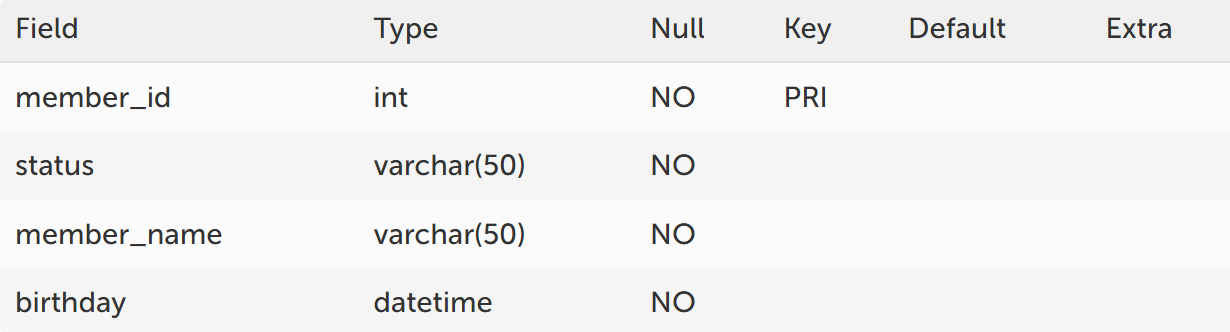 Field Type Null Key Default Extra
member_id int NO PRI
status varchar(50) NO
member_name varchar(50) NO
birthday datetime NO